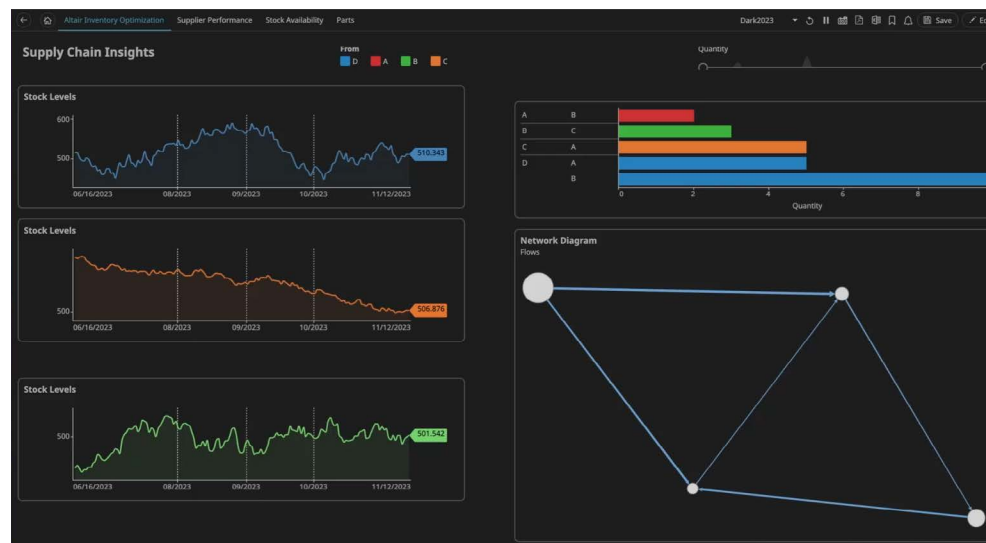 Altair Inventory Optimization Supplier Performance Stock Availability Parts Dark2023 Save
Supply Chain Insights
From
D A B C
Quantity
Stock Levels
600
500
510.343
06/16/2023 08/2023 09/2023 10/2023 11/12/2023
Stock Levels
500
506.876
06/16/2023 08/2023 09/2023 10/2023 11/12/2023
Stock Levels
500
501.542
06/16/2023 08/2023 09/2023 10/2023 11/12/2023
A B
B C
C A
D A
B
0 2 4 6 8
Quantity
Network Diagram
Flows